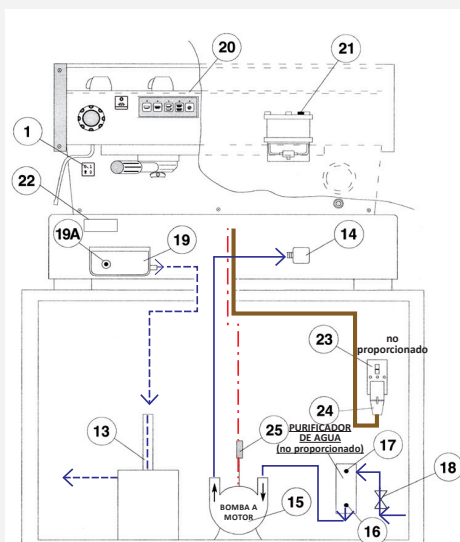 20
21
1
22
19A
19
14
no
proporcionado
23
24
25
PURIFICADOR
DE AGUA
(no proporcionado)
17
13
18
BOMBA A
MOTOR
15
16